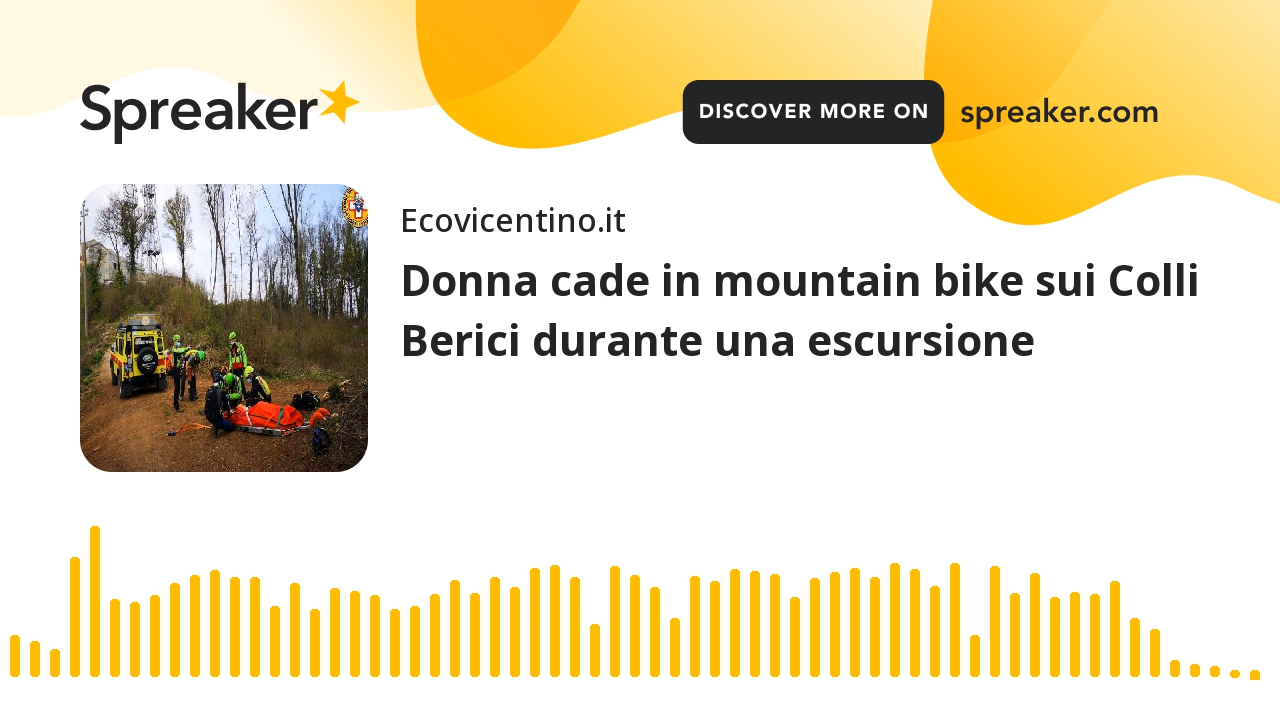 Spreaker
DISCOVER MORE ON
spreaker.com
Ecovicentino.it
Donna cade in mountain bike sui Colli
Berici durante una escursione